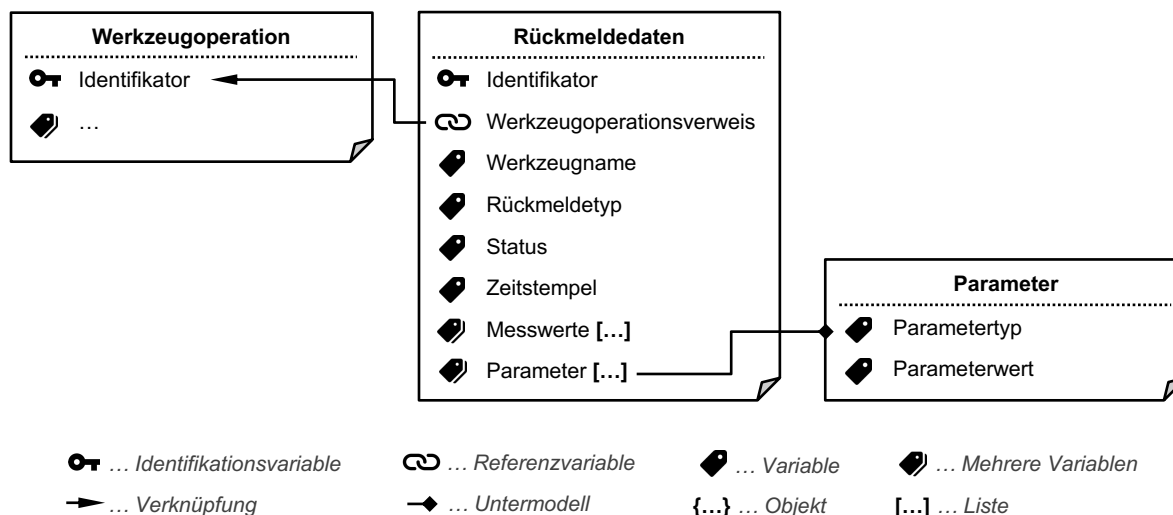 Werkzeugoperation
Identifikator
…
Rückmeldedaten
Identifikator
Werkzeugoperationsverweis
Werkzeugname
Rückmeldetyp
Status
Zeitstempel
Messwerte [...]
Parameter [...]
Parameter
Parametertyp
Parameterwert
… Identifikationsvariable
… Referenzvariable
… Variable
… Mehrere Variablen
… Verknüpfung
… Untermodell
{...} … Objekt
[...] … Liste